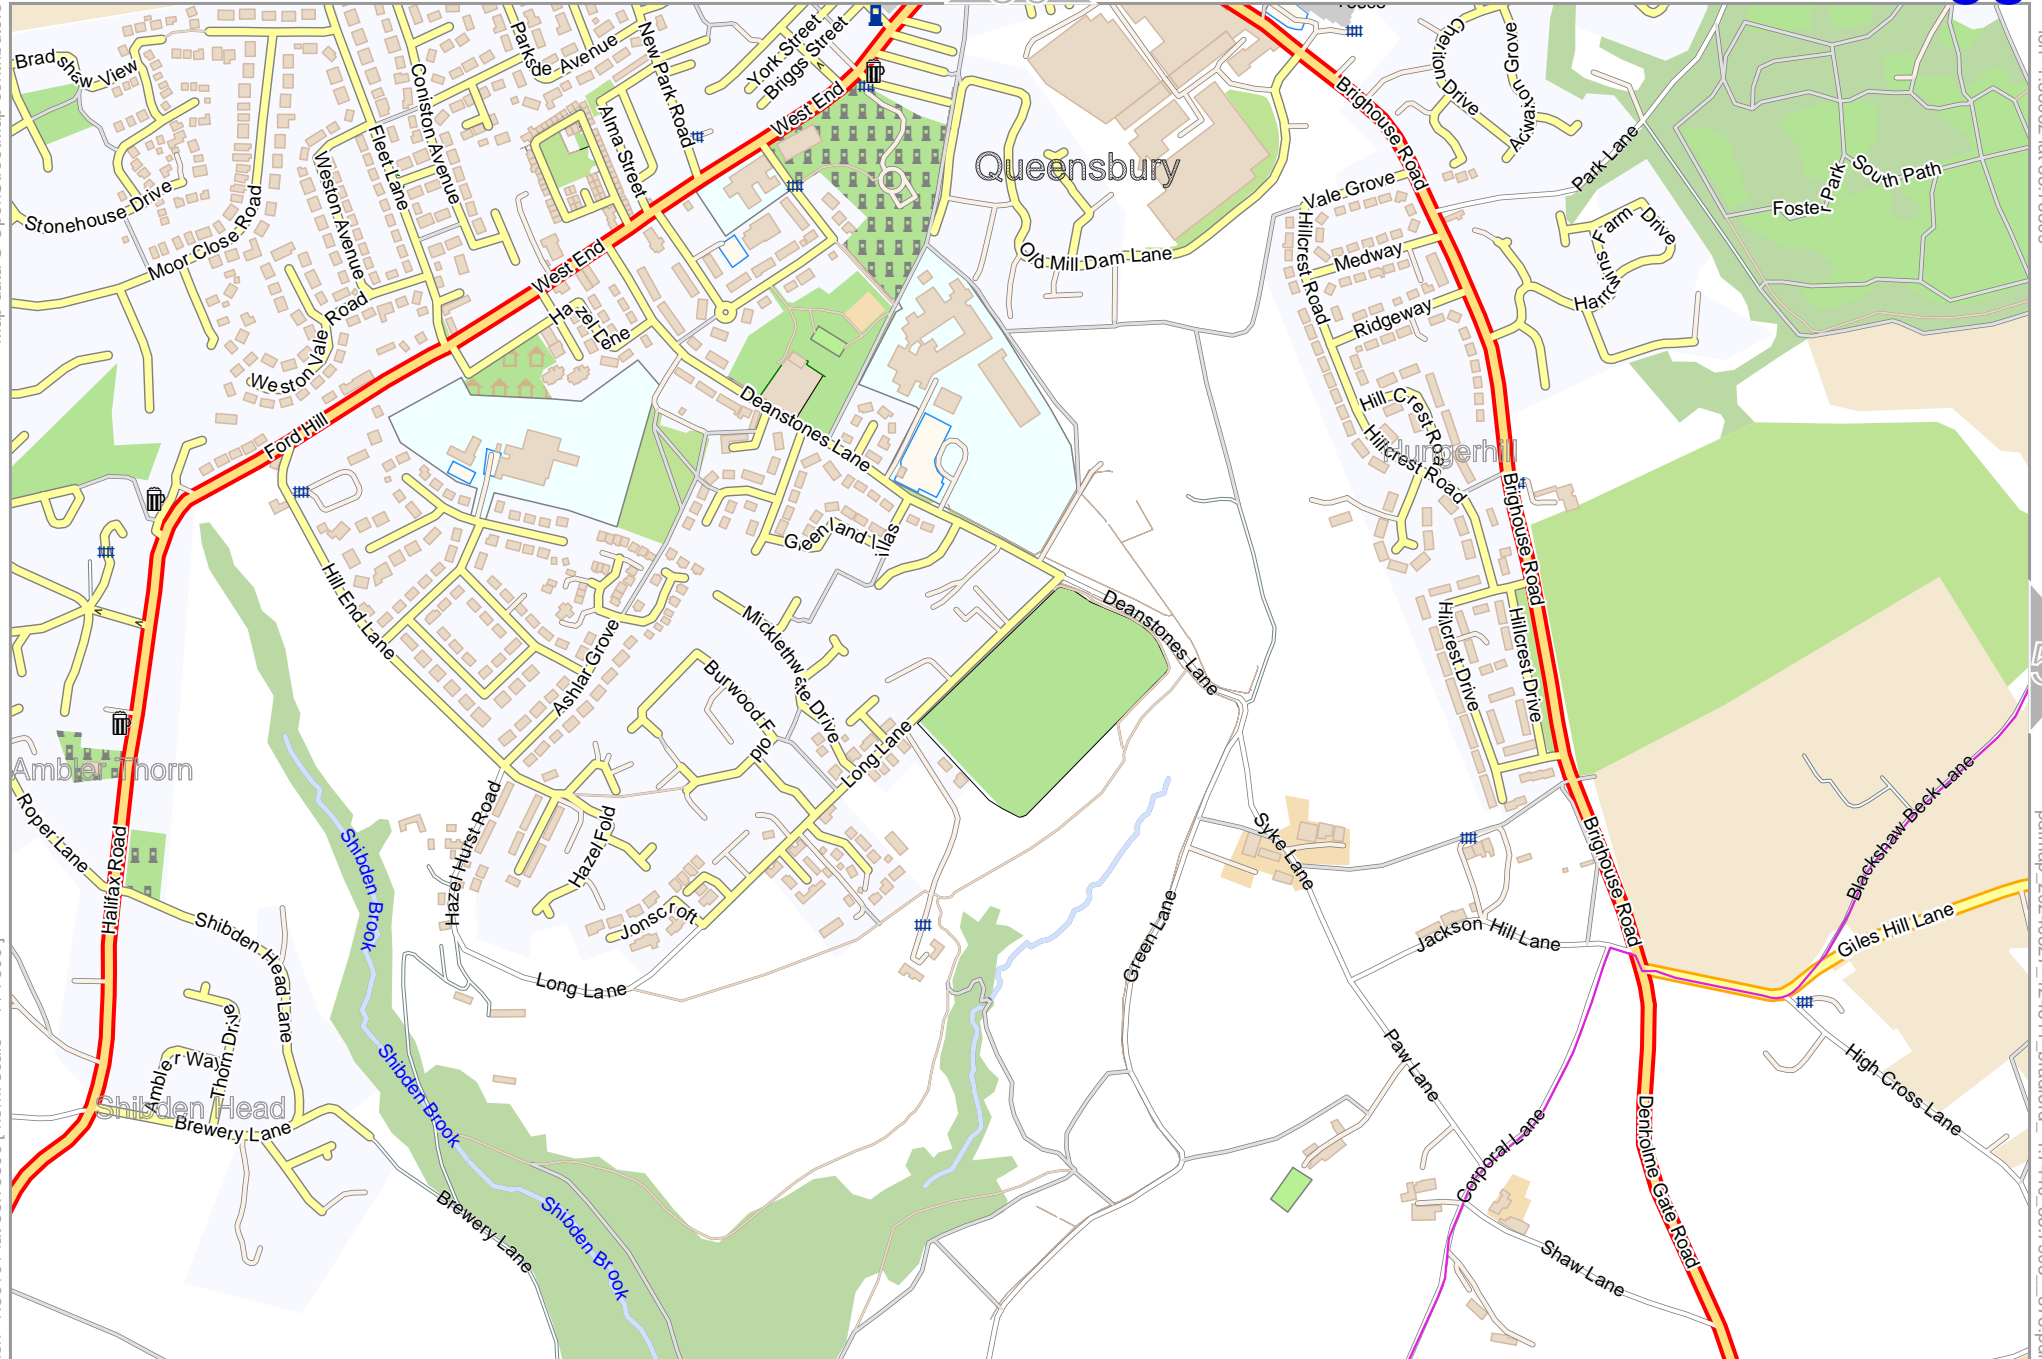 Bradshaw View
Parkside Avenue
New Park Road
York Street
Briggs Street
West End
Coniston Avenue
Cherion Drive
Arway Grove
Brighouse Road
Park Lane
Queensbury
Alma Street
Fleet Lane
Weston Avenue
Stonehouse Drive
Moor Close Road
Vale Grove
Foster Park
South Path
Hillcrest Road
Medway
Old Mill Dam Lane
Farm Drive
West End
Ridgeway
Weston Vale Road
Deanstones Lane
Hill Crest Road
Hungerhill
Hillcrest Road
Ford Hill
Brighouse Road
Greenland Villas
Hill End Lane
Deanstones Lane
Micklethwaite Drive
Hillcrest Drive
Hillcrest Drive
Ashlar Grove
Burwood Fold
Long Lane
Ambler Thorn
Roper Lane
Halifax Road
Shibden Brook
Hazel Hurst Road
Hazel Fold
Syke Lane
Brighouse Road
Blackshaw Beck Lane
Shibden Head Lane
Jonscroft
Green Lane
Jackson Hill Lane
Giles Hill Lane
Long Lane
Ambler Way
Thorn Drive
Shibden Brook
Paw Lane
High Cross Lane
Shibden Head
Brewery Lane
Corporal Lane
Denholme Gate Road
Brewery Lane
Shibden Brook
Shaw Lane